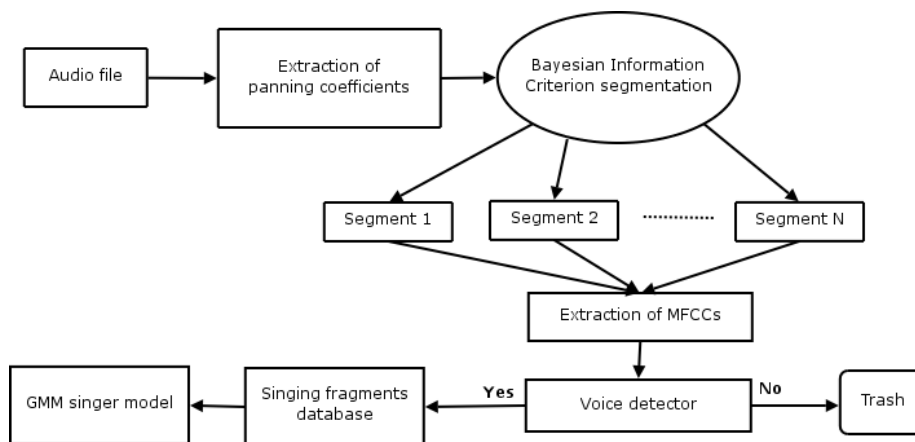 Audio file
Extraction of
panning coefficients
Bayesian Information
Criterion segmentation
Segment 1
Segment 2
Segment N
Extraction of MFCCs
GMM singer model
Singing fragments
database
Yes
Voice detector
No
Trash